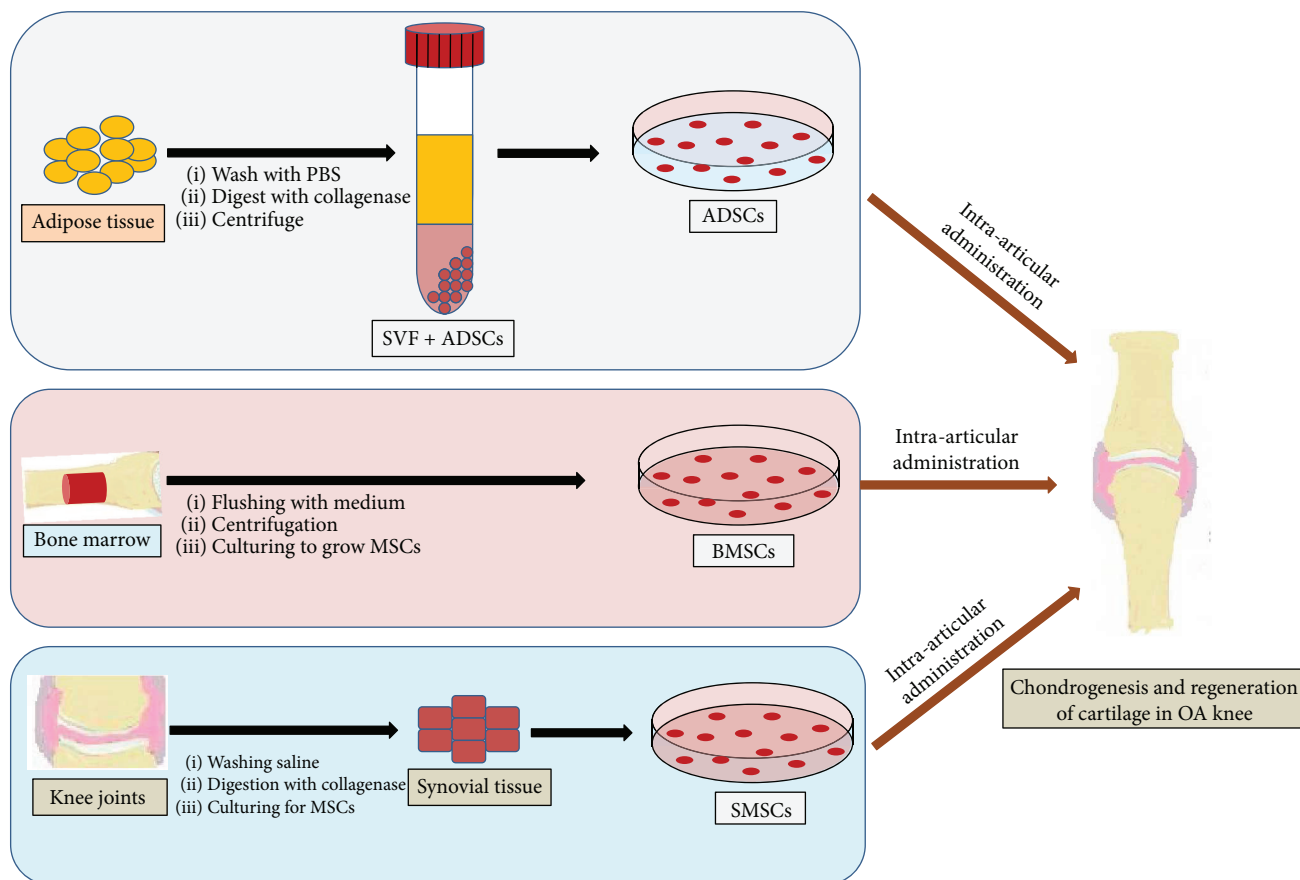 Adipose tissue
(i) Wash with PBS
(ii) Digest with collagenase
(iii) Centrifuge
SVF + ADSCs
ADSCs
Intra-articular
administration
Bone marrow
(i) Flushing with medium
(ii) Centrifugation
(iii) Culturing to grow MSCs
BMSCs
Intra-articular
administration
Knee joints
(i) Washing saline
(ii) Digestion with collagenase
(iii) Culturing for MSCs
Synovial tissue
SMSCs
Intra-articular
administration
Chondrogenesis and regeneration
of cartilage in OA knee